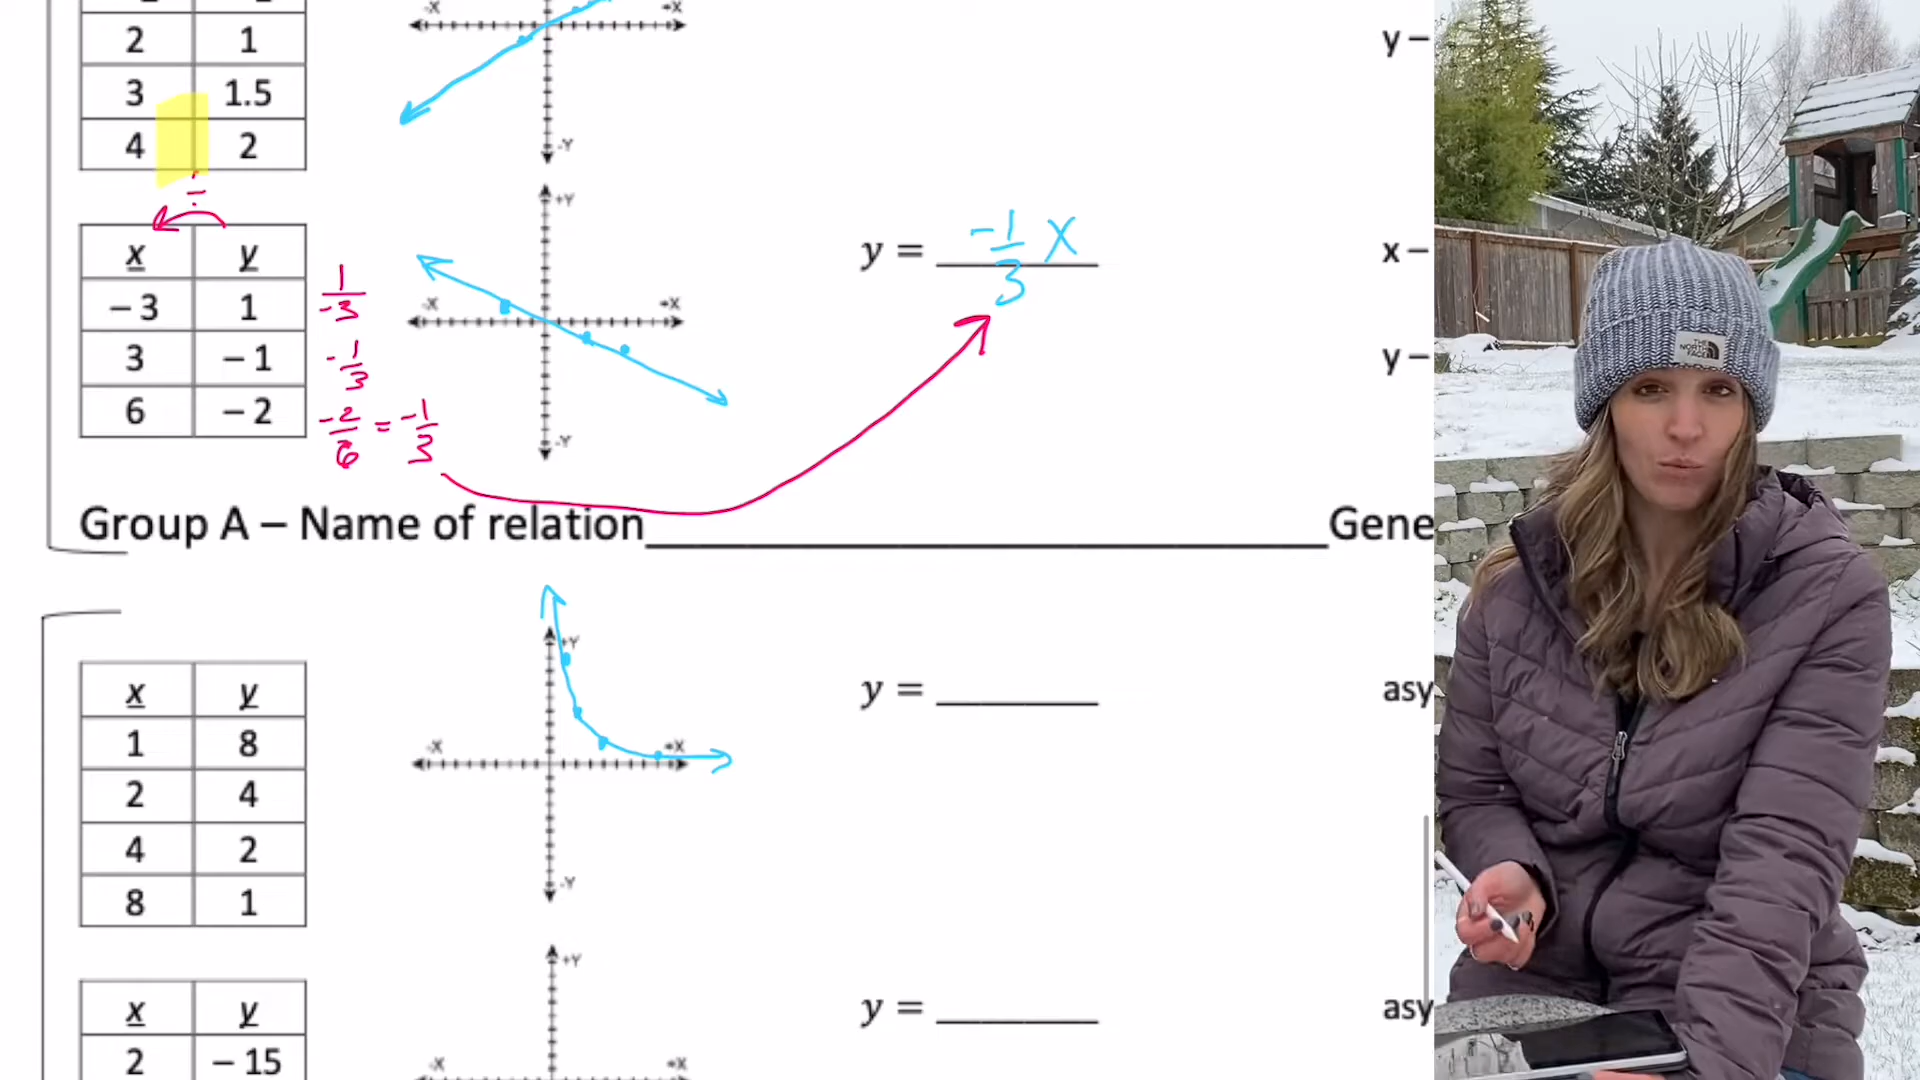 -X +X
2 1
3 1.5
4 2
-Y
y –
÷
+Y
x y
– 3 1
3 – 1
6 – 2
1/-3
-1/3
-2/6 = -1/3
-X +X
-Y
y = -1/3 x
x –
y –
Group A – Name of relation Gene
+Y
x y
1 8
2 4
4 2
8 1
-X +X
-Y
y =
asy
+Y
x y
2 – 15
-X +X
y =
asy
THE
NORTH
FACE